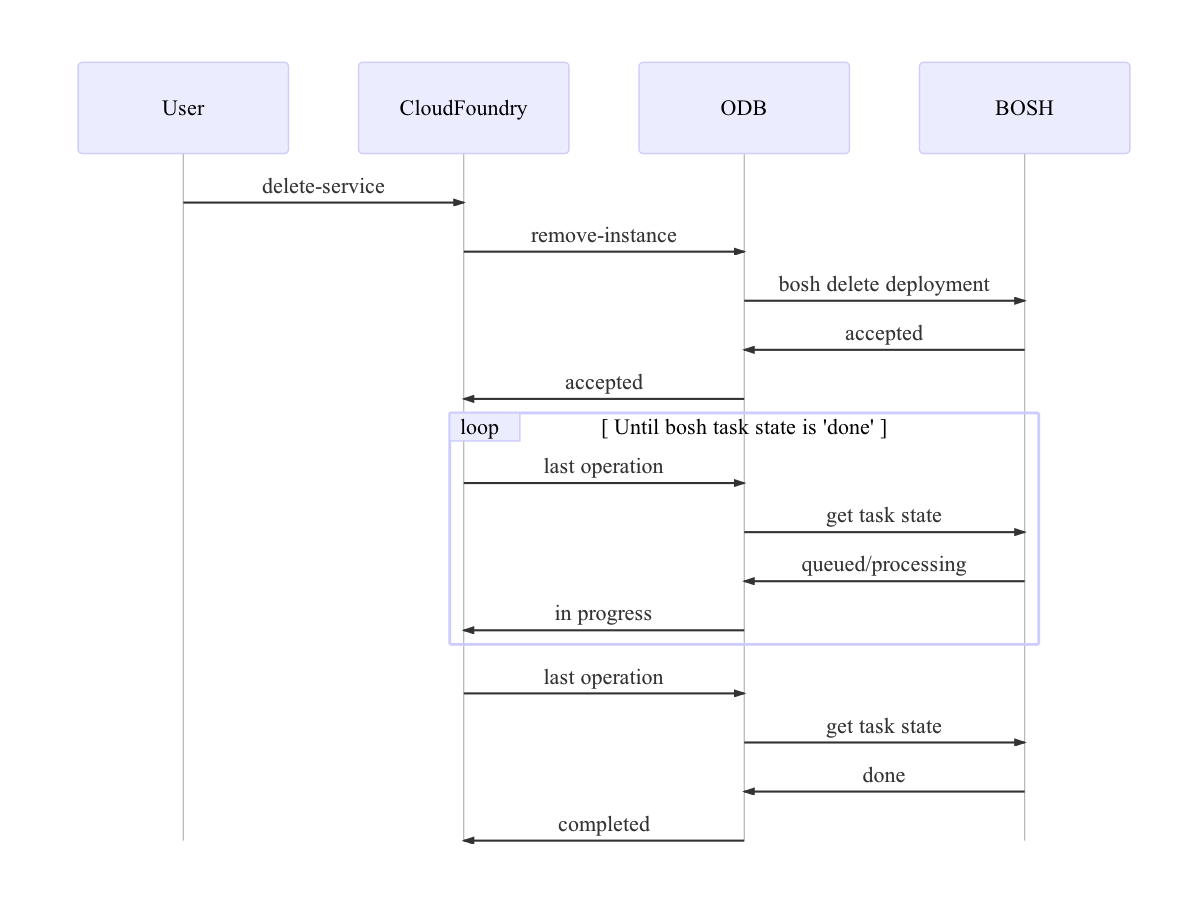 User
CloudFoundry
ODB
BOSH
delete-service
remove-instance
bosh delete deployment
accepted
accepted
loop
[ Until bosh task state is 'done' ]
last operation
get task state
queued/processing
in progress
last operation
get task state
done
completed